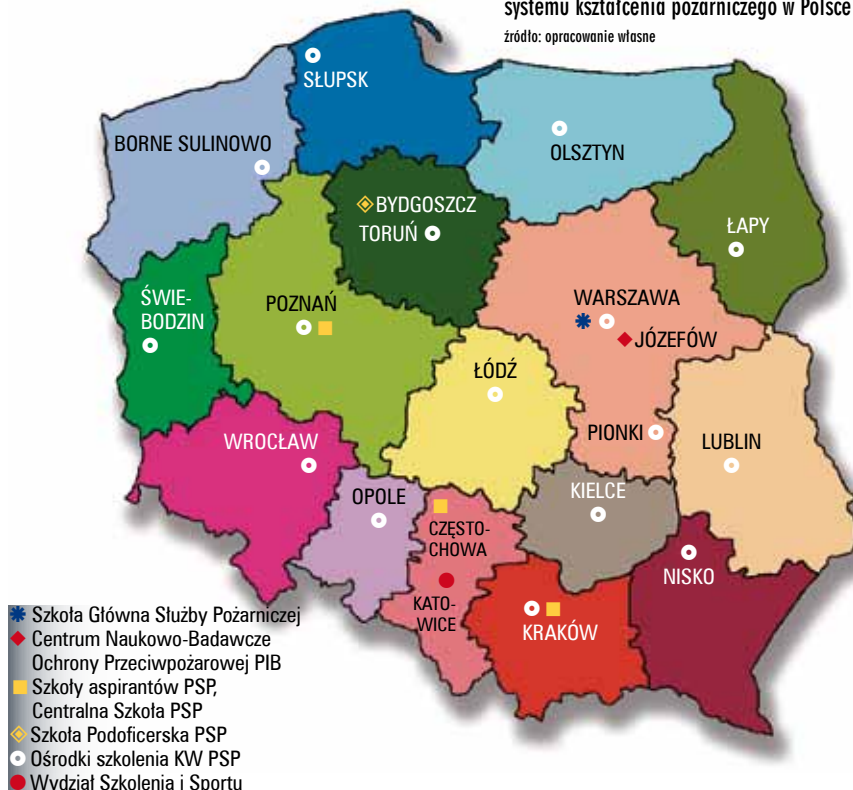 systemu kształcenia pożarniczego w Polsce
źródło: opracowanie własne
SŁUPSK
BORNE SULINOWO
OLSZTYN
BYDGOSZCZ
TORUŃ
ŁAPY
ŚWIE-
BODZIN
POZNAŃ
WARSZAWA
JÓZEFÓW
ŁÓDŹ
WROCŁAW
PIONKI
LUBLIN
OPOLE
KIELCE
CZĘSTO-
CHOWA
NISKO
KATO-
WICE
KRAKÓW
Szkoła Główna Służby Pożarniczej
Centrum Naukowo-Badawcze
Ochrony Przeciwpożarowej PIB
Szkoły aspirantów PSP,
Centralna Szkoła PSP
Szkoła Podoficerska PSP
Ośrodki szkolenia KW PSP
Wydział Szkolenia i Sportu